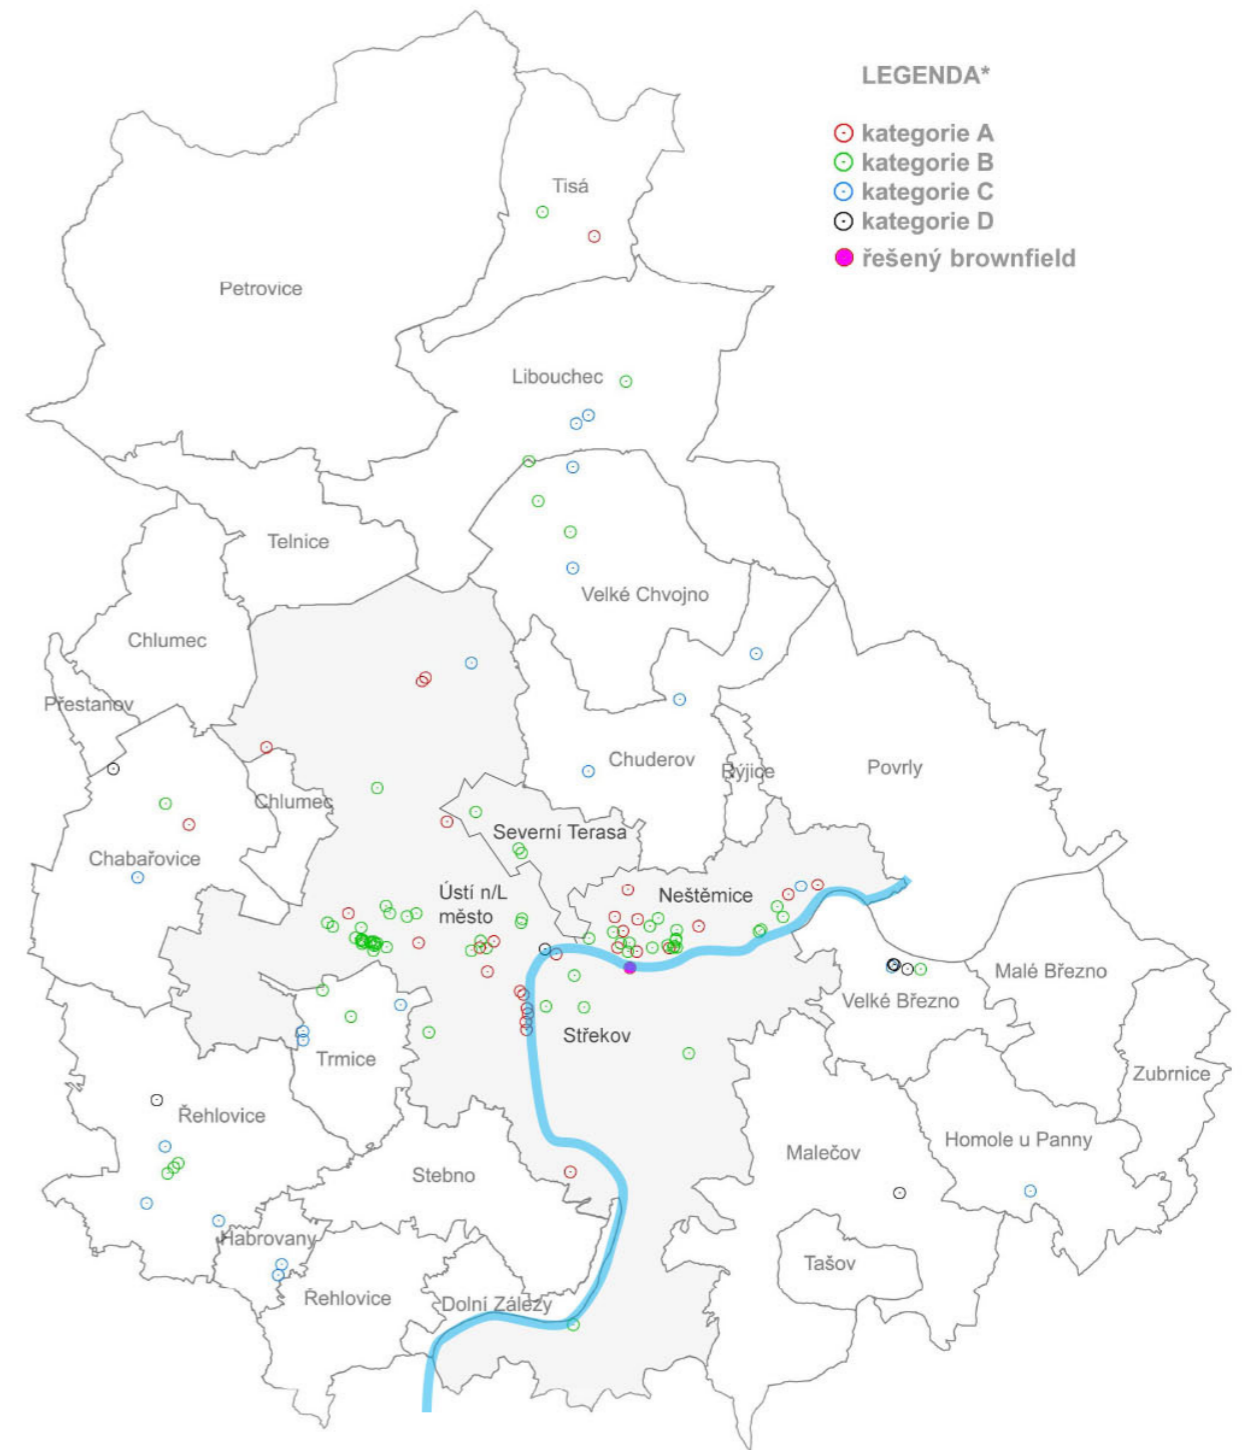 LEGENDA*
kategorie A
kategorie B
kategorie C
kategorie D
řešený brownfield
Tisá
Petrovice
Libouchec
Telnice
Velké Chvojno
Chlumec
Přestanov
Chuderov
Rýjice
Povrly
Chlumec
Severní Terasa
Chabařovice
Ústí n/L
město
Neštěmice
Malé Březno
Velké Březno
Střekov
Trmice
Zubrnice
Řehlovice
Homole u Panny
Malečov
Stebno
Habrovany
Tašov
Řehlovice
Dolní Zálezy